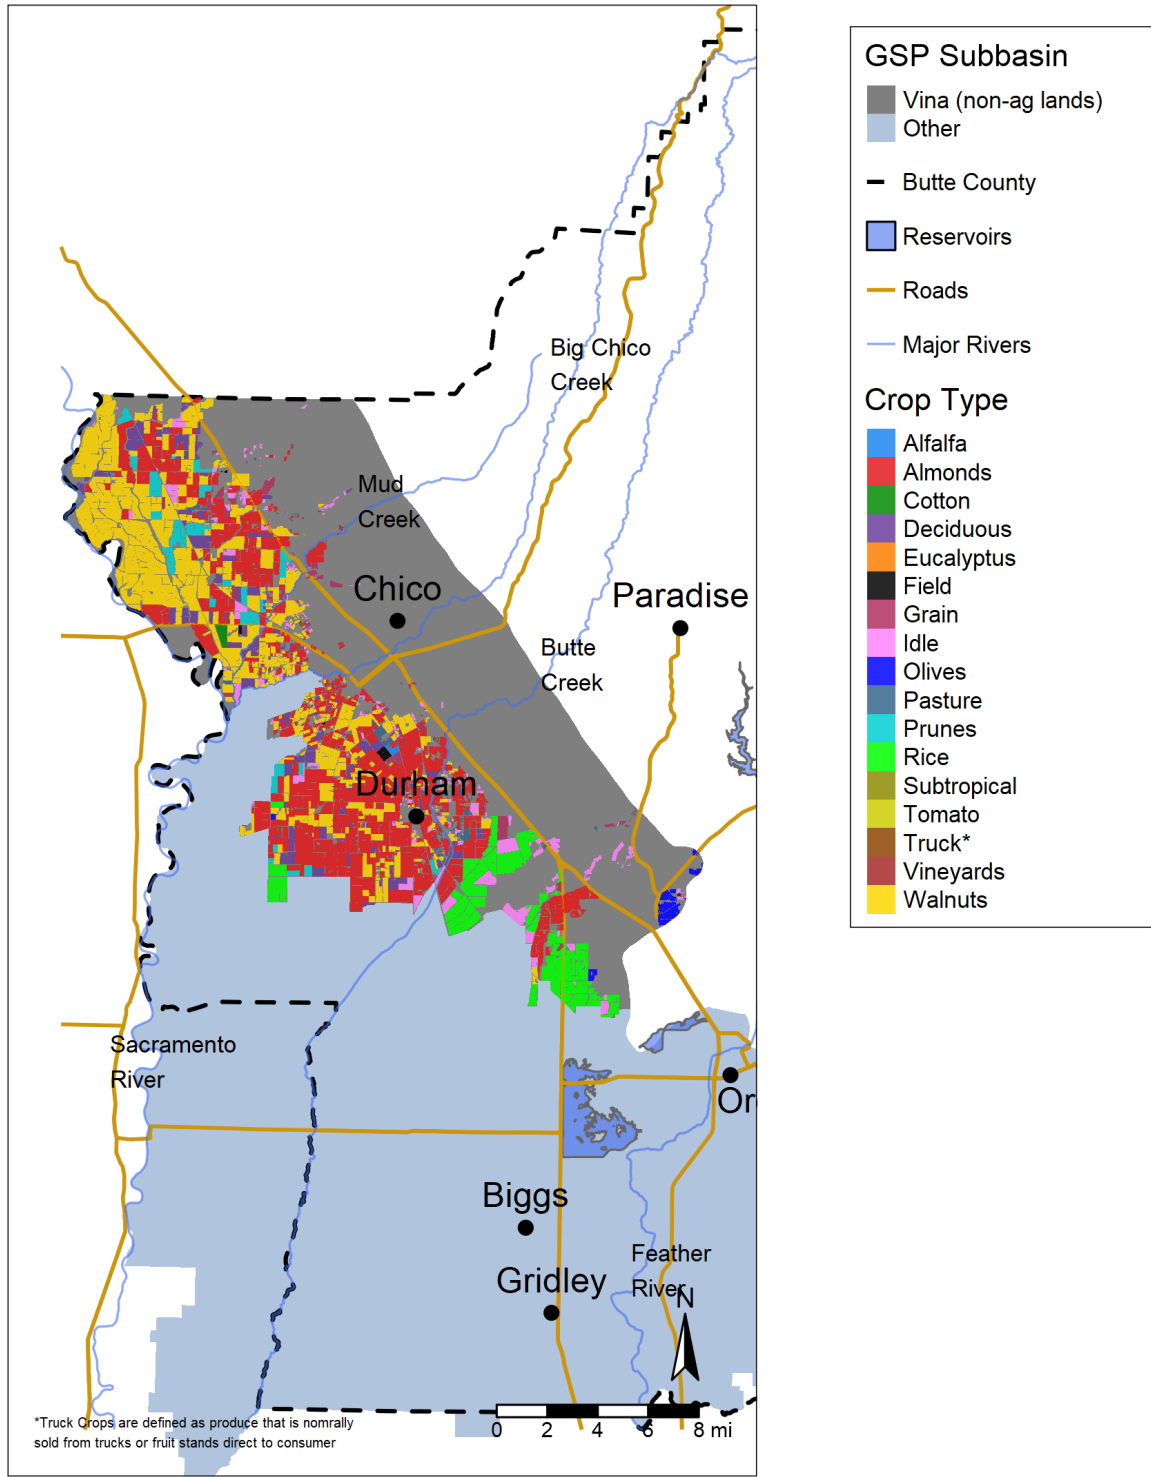 Big Chico
Creek
Mud
Creek
Chico
Paradise
Butte
Creek
Durham
Sacramento
River
Or
Biggs
Gridley
Feather
River
N
*Truck Crops are defined as produce that is nomrrally
sold from trucks or fruit stands direct to consumer
0 2 4 6 8 mi
GSP Subbasin
Vina (non-ag lands)
Other
Butte County
Reservoirs
Roads
Major Rivers
Crop Type
Alfalfa
Almonds
Cotton
Deciduous
Eucalyptus
Field
Grain
Idle
Olives
Pasture
Prunes
Rice
Subtropical
Tomato
Truck*
Vineyards
Walnuts